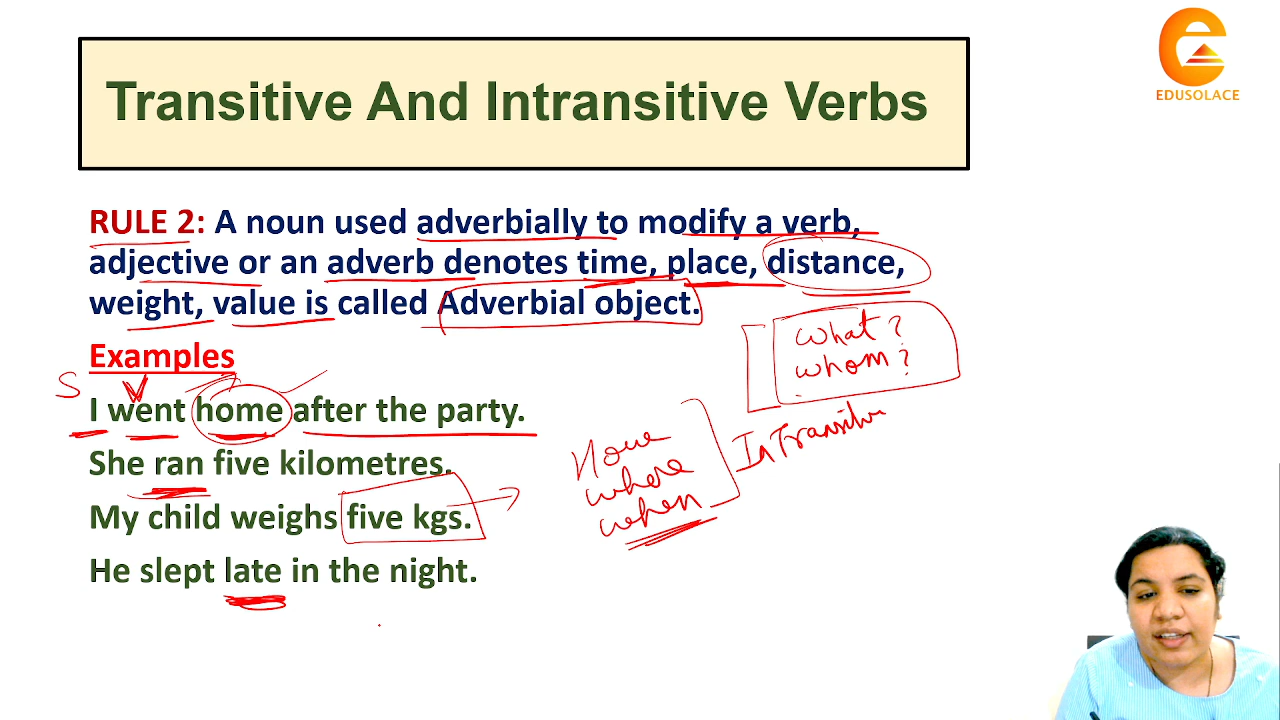 Transitive And Intransitive Verbs
EDUSOLACE
RULE 2: A noun used adverbially to modify a verb,
adjective or an adverb denotes time, place, distance,
weight, value is called Adverbial object.
what?
whom?
Examples
S V
I went home after the party.
InTransitive
She ran five kilometres.
where
when
My child weighs five kgs.
He slept late in the night.